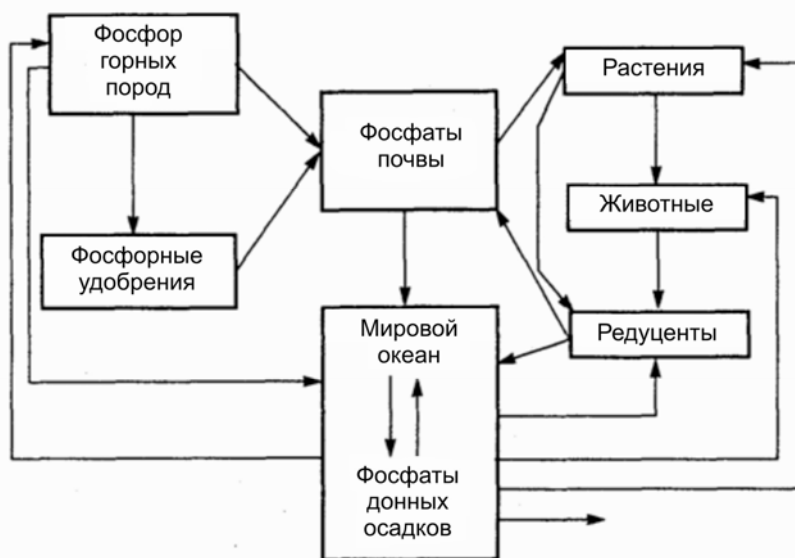 Фосфор
горных
пород
Растения
Фосфаты
почвы
Животные
Фосфорные
удобрения
Мировой
океан
Редуценты
Фосфаты
донных
осадков